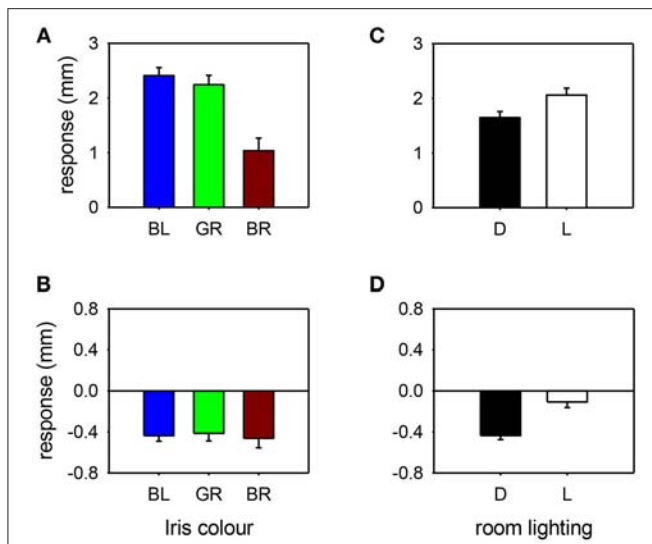 A
response (mm)
3
2
1
0
BL GR BR
C
3
2
1
0
D L
B
response (mm)
0.8
0.4
0.0
-0.4
-0.8
BL GR BR
Iris colour
D
0.8
0.4
0.0
-0.4
-0.8
D L
room lighting